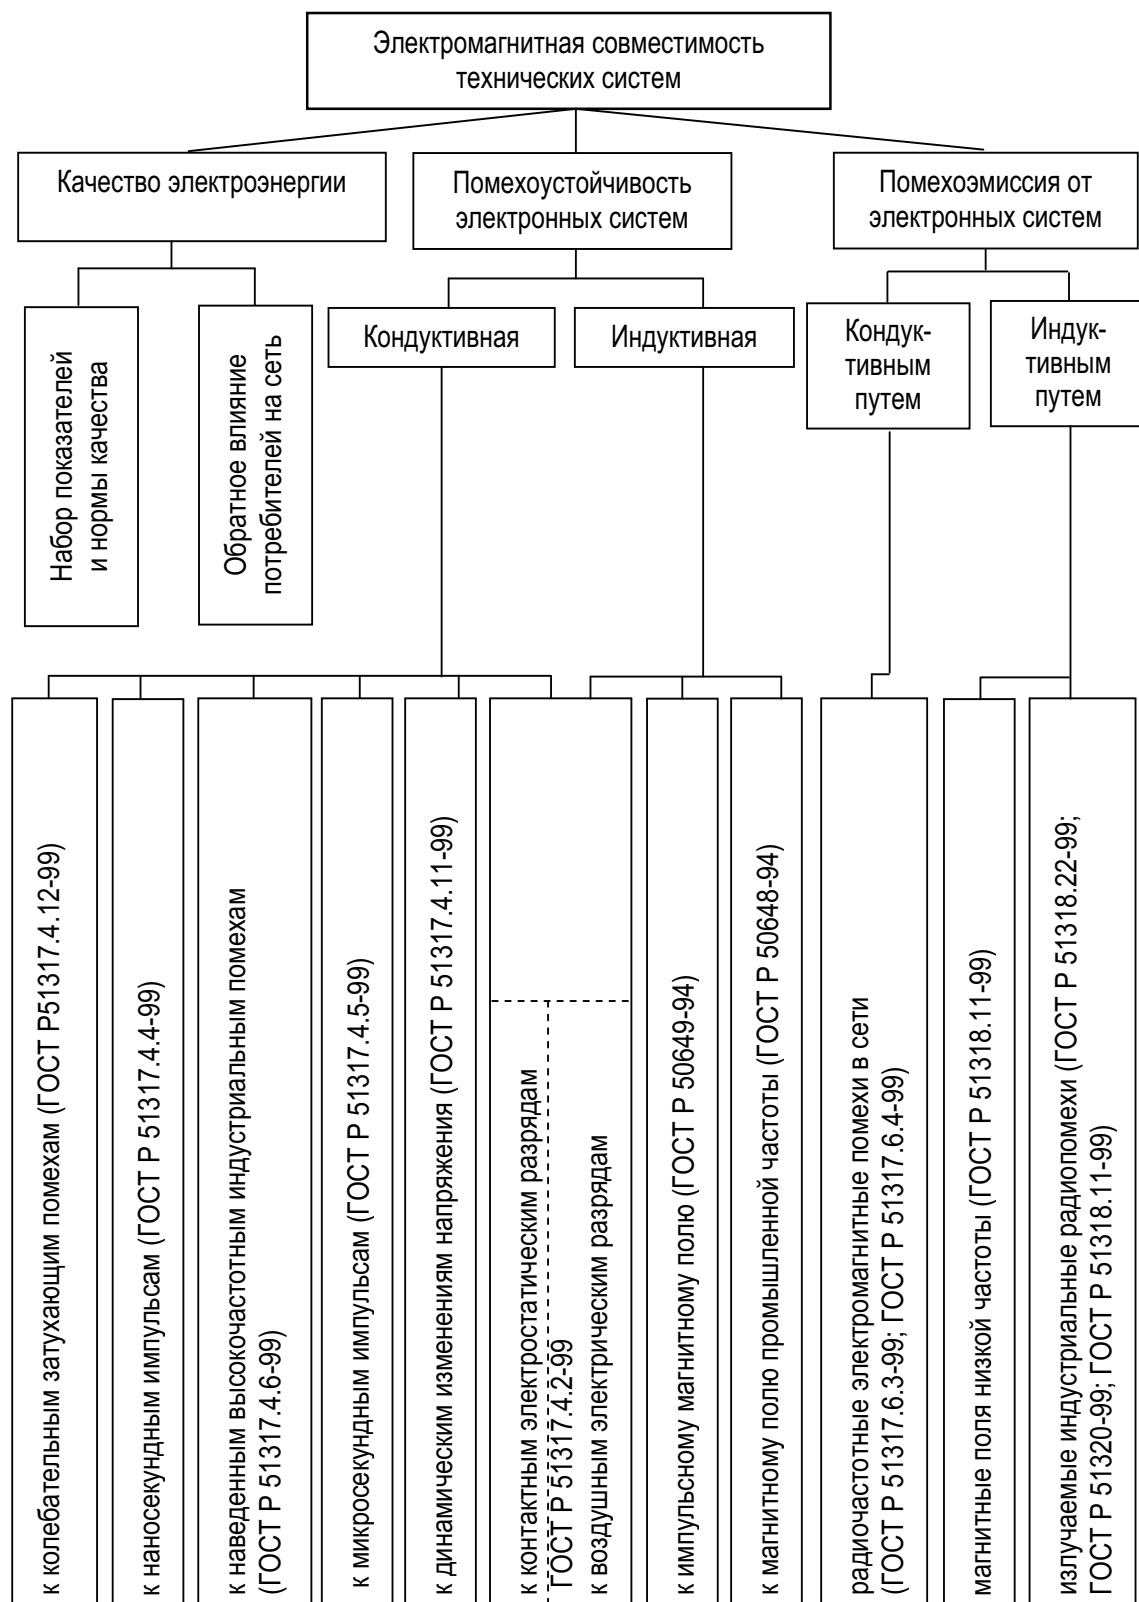 Электромагнитная совместимость
технических систем
Качество электроэнергии
Помехоустойчивость
электронных систем
Помехоэмиссия от
электронных систем
Набор показателей
и нормы качества
Обратное влияние
потребителей на сеть
Кондуктивная
Индуктивная
Кондук-
тивным
путем
Индук-
тивным
путем
к колебательным затухающим помехам (ГОСТ Р51317.4.12-99)
к наносекундным импульсам (ГОСТ Р 51317.4.4-99)
к наведенным высокочастотным индустриальным помехам
(ГОСТ Р 51317.4.6-99)
к микросекундным импульсам (ГОСТ Р 51317.4.5-99)
к динамическим изменениям напряжения (ГОСТ Р 51317.4.11-99)
к контактным электростатическим разрядам
ГОСТ Р 51317.4.2-99
к воздушным электрическим разрядам
к импульсному магнитному полю (ГОСТ Р 50649-94)
к магнитному полю промышленной частоты (ГОСТ Р 50648-94)
радиочастотные электромагнитные помехи в сети
(ГОСТ Р 51317.6.3-99; ГОСТ Р 51317.6.4-99)
магнитные поля низкой частоты (ГОСТ Р 51318.11-99)
излучаемые индустриальные радиопомехи (ГОСТ Р 51318.22-99;
ГОСТ Р 51320-99; ГОСТ Р 51318.11-99)